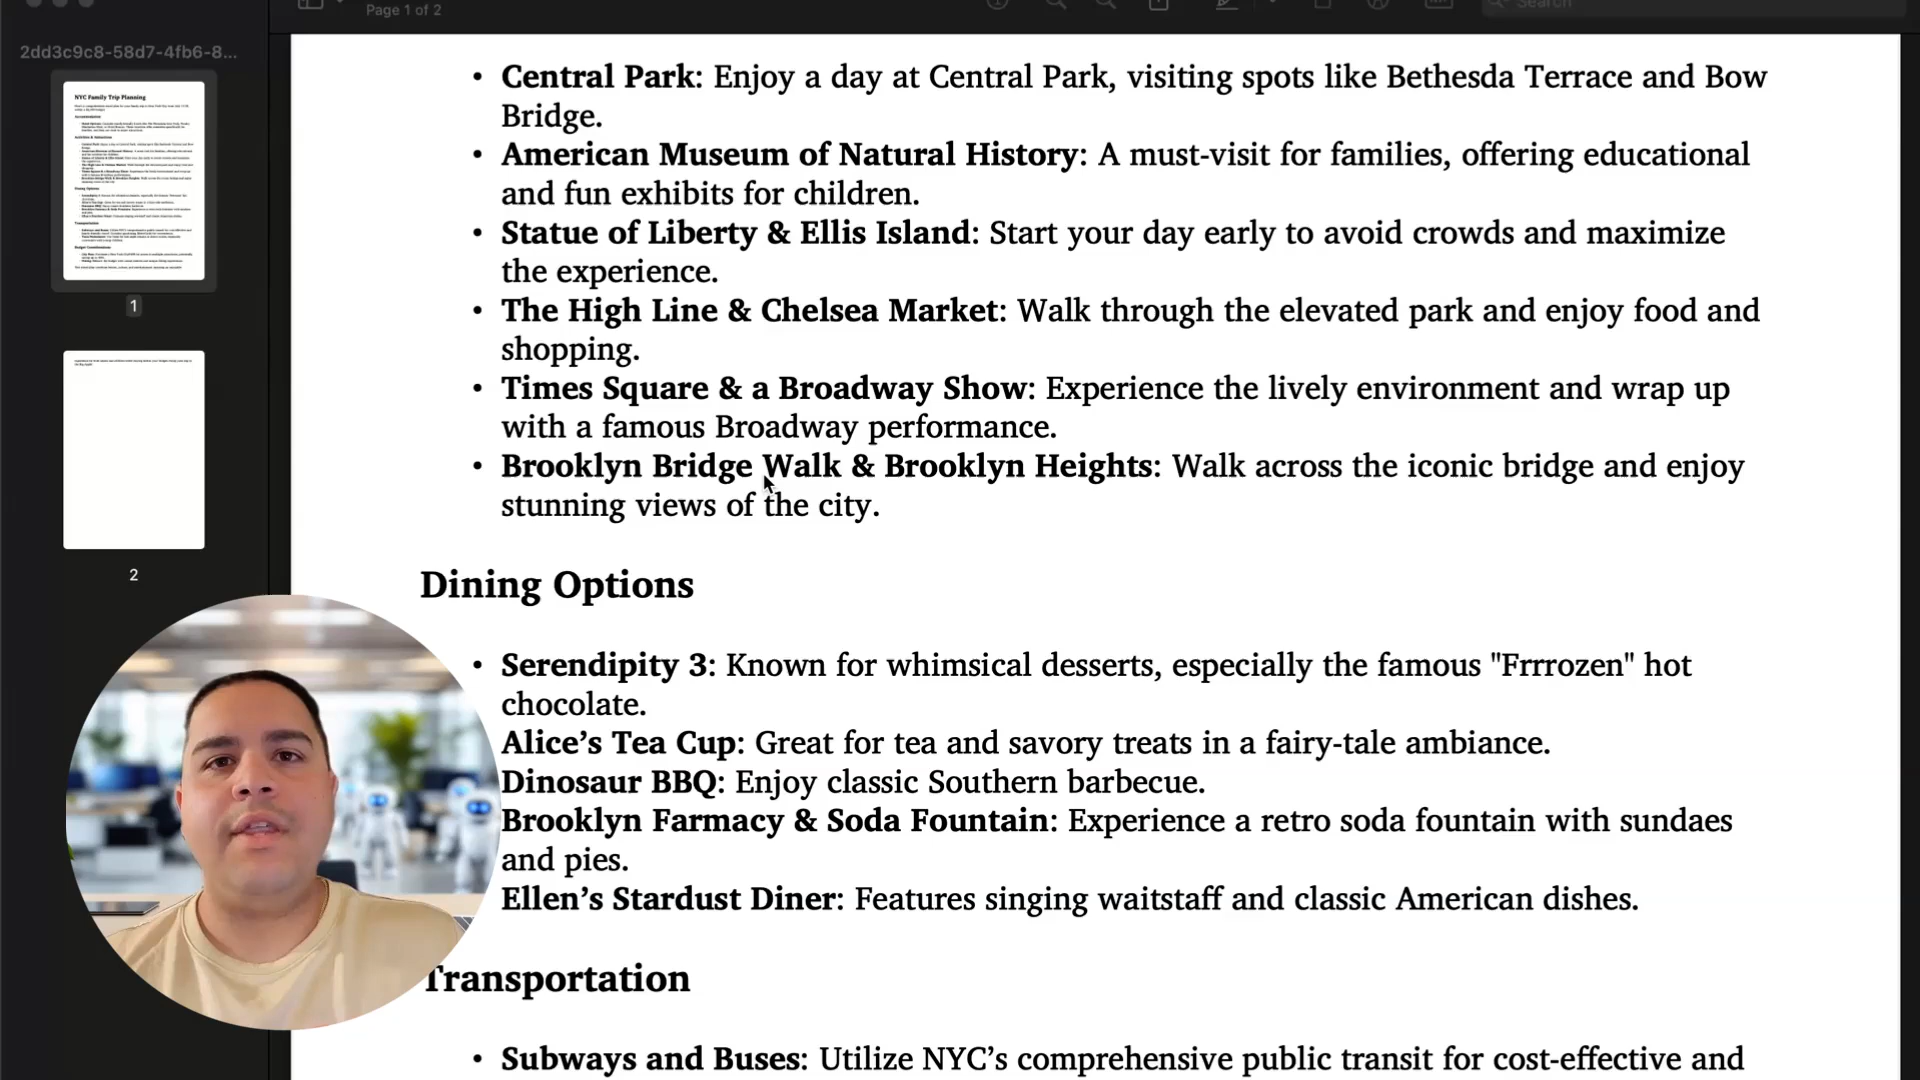 Page 1 of 2
Search
2dd3c9c8-58d7-4fb6-8...
NYC Family Trip Planning
1
2
• Central Park: Enjoy a day at Central Park, visiting spots like Bethesda Terrace and Bow
Bridge.
• American Museum of Natural History: A must-visit for families, offering educational
and fun exhibits for children.
• Statue of Liberty & Ellis Island: Start your day early to avoid crowds and maximize
the experience.
• The High Line & Chelsea Market: Walk through the elevated park and enjoy food and
shopping.
• Times Square & a Broadway Show: Experience the lively environment and wrap up
with a famous Broadway performance.
• Brooklyn Bridge Walk & Brooklyn Heights: Walk across the iconic bridge and enjoy
stunning views of the city.
Dining Options
• Serendipity 3: Known for whimsical desserts, especially the famous "Frrrozen" hot
chocolate.
Alice’s Tea Cup: Great for tea and savory treats in a fairy-tale ambiance.
Dinosaur BBQ: Enjoy classic Southern barbecue.
Brooklyn Farmacy & Soda Fountain: Experience a retro soda fountain with sundaes
and pies.
Ellen’s Stardust Diner: Features singing waitstaff and classic American dishes.
Transportation
• Subways and Buses: Utilize NYC’s comprehensive public transit for cost-effective and